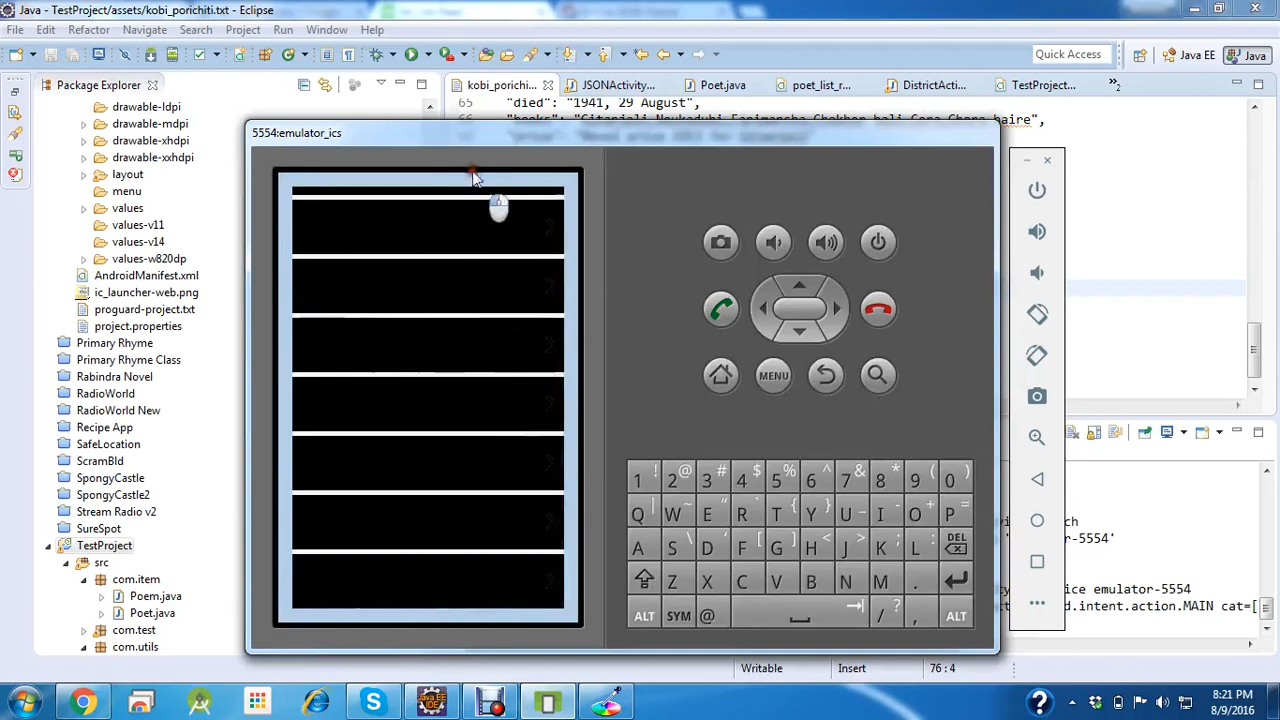 Java - TestProject/assets/kobi_porichiti.txt - Eclipse
File Edit Refactor Navigate Search Project Run Window Help
Quick Access
Java EE
Java
Package Explorer
kobi_porichi...
JSONActivity...
Poet.java
poet_list_r...
DistrictActi...
TestProject...
2
drawable-ldpi
drawable-mdpi
drawable-xhdpi
drawable-xxhdpi
layout
menu
values
values-v11
values-v14
values-w820dp
AndroidManifest.xml
ic_launcher-web.png
proguard-project.txt
project.properties
Primary Rhyme
Primary Rhyme Class
Rabindra Novel
RadioWorld
RadioWorld New
Recipe App
SafeLocation
ScramBld
SpongyCastle
SpongyCastle2
Stream Radio v2
SureSpot
TestProject
src
com.item
Poem.java
Poet.java
com.test
com.utils
65 "died": "1941, 29 August",
5554:emulator_ics
MENU
1 ! 2 @ 3 # 4 $ 5 % 6 ^ 7 & 8 * 9 ( 0 )
Q | W ~ E “ R ` T { Y } U _ I - O + P =
A S \ D ' F [ G ] H < J > K ; L : DEL
Z X C V B N M .
ALT SYM @ / ? , ALT
ch
-5554'
ice emulator-5554
d.intent.action.MAIN cat=[
Writable
Insert
76 : 4
8:21 PM
8/9/2016